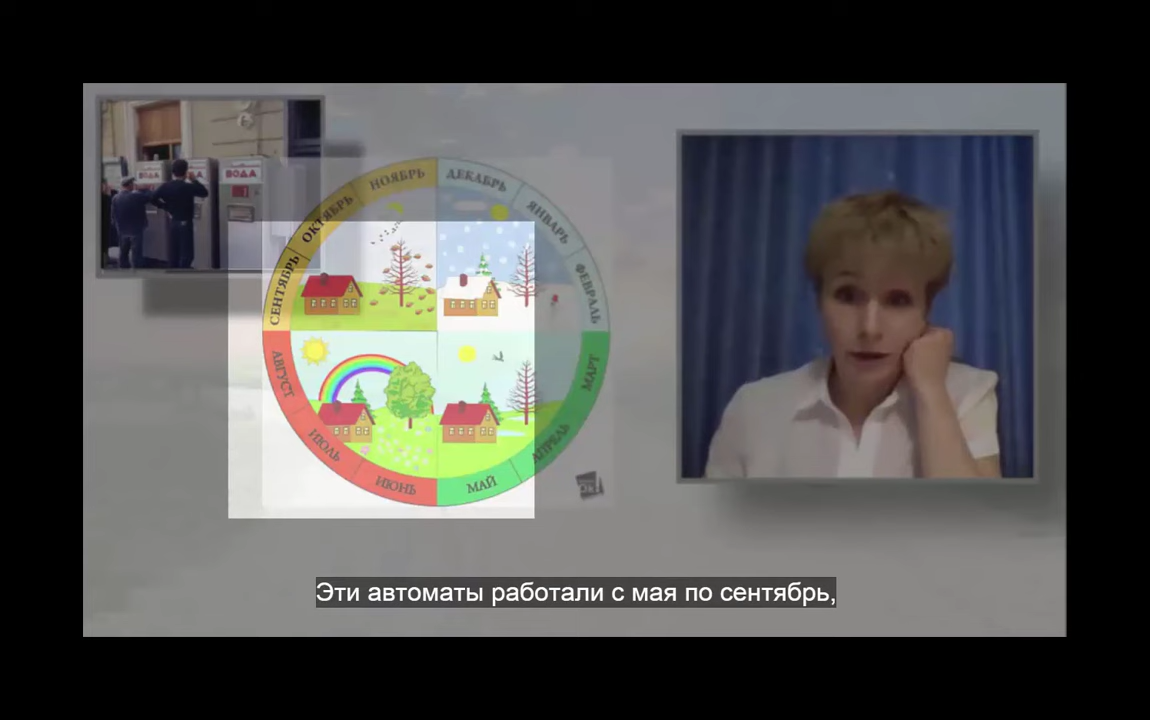 ВОДА
ВОДА
НОЯБРЬ
ДЕКАБРЬ
ОКТЯБРЬ
ЯНВАРЬ
СЕНТЯБРЬ
ФЕВРАЛЬ
АВГУСТ
МАРТ
ИЮЛЬ
АПРЕЛЬ
ИЮНЬ
МАЙ
Эти автоматы работали с мая по сентябрь,